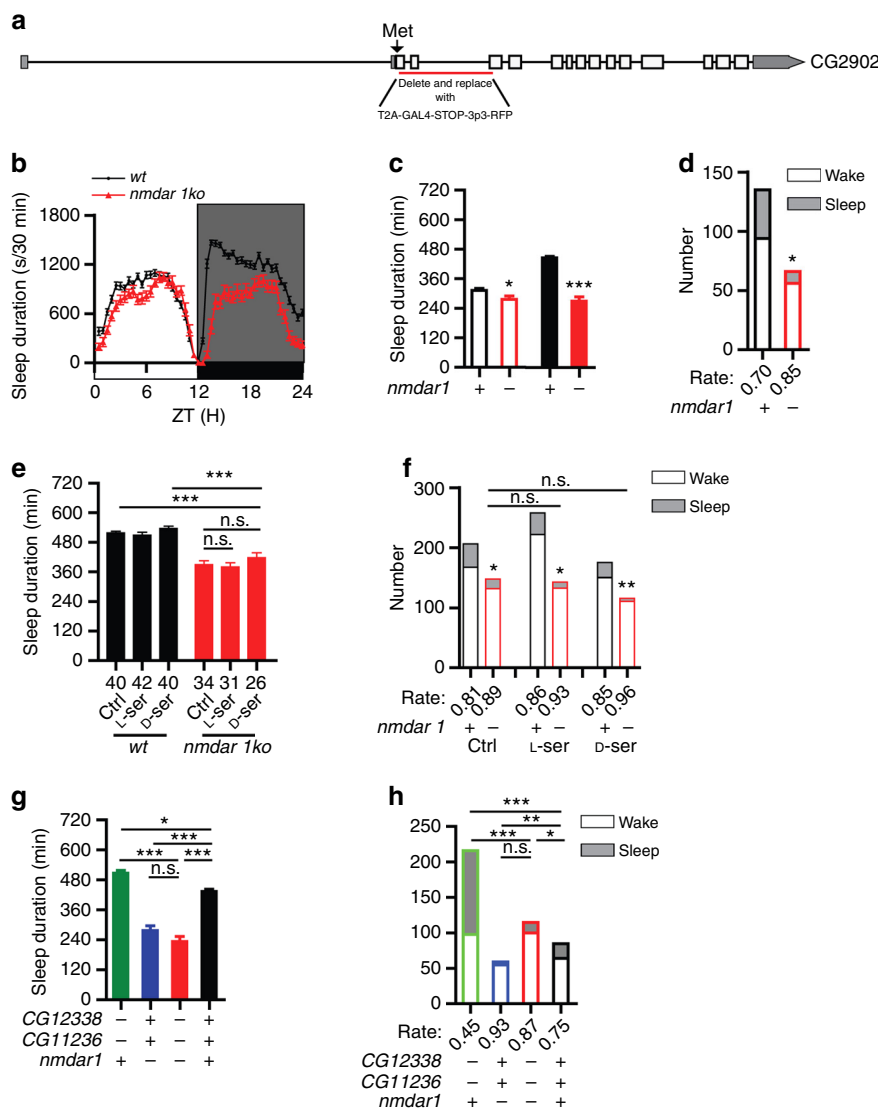 a
Met
CG2902
Delete and replace
with
T2A-GAL4-STOP-3p3-RFP
b
wt
nmdar 1ko
Sleep duration (s/30 min)
1800
1200
600
0
0 6 12 18 24
ZT (H)
c
Sleep duration (min)
720
600
480
360
240
120
0
* ***
nmdar1 + − + −
d
Number
150
100
50
0
Wake
Sleep
*
Rate: 0.70 0.85
nmdar1 + −
e
Sleep duration (min)
720
600
480
360
240
120
0
***
***
n.s.
n.s.
40 42 40 34 31 26
Ctrl L-ser D-ser Ctrl L-ser D-ser
wt nmdar 1ko
f
Number
300
200
100
0
Wake
Sleep
n.s.
n.s.
* * **
Rate: 0.81 0.89 0.86 0.93 0.85 0.96
nmdar 1 + − + − + −
Ctrl L-ser D-ser
g
Sleep duration (min)
720
600
480
360
240
120
0
*
***
*** ***
n.s.
CG12338 − + − +
CG11236 − + − +
nmdar1 + − − +
h
Number
250
200
150
100
50
0
Wake
Sleep
***
**
*** *
n.s.
Rate: 0.45 0.93 0.87 0.75
CG12338 − + − +
CG11236 − + − +
nmdar1 + − − +